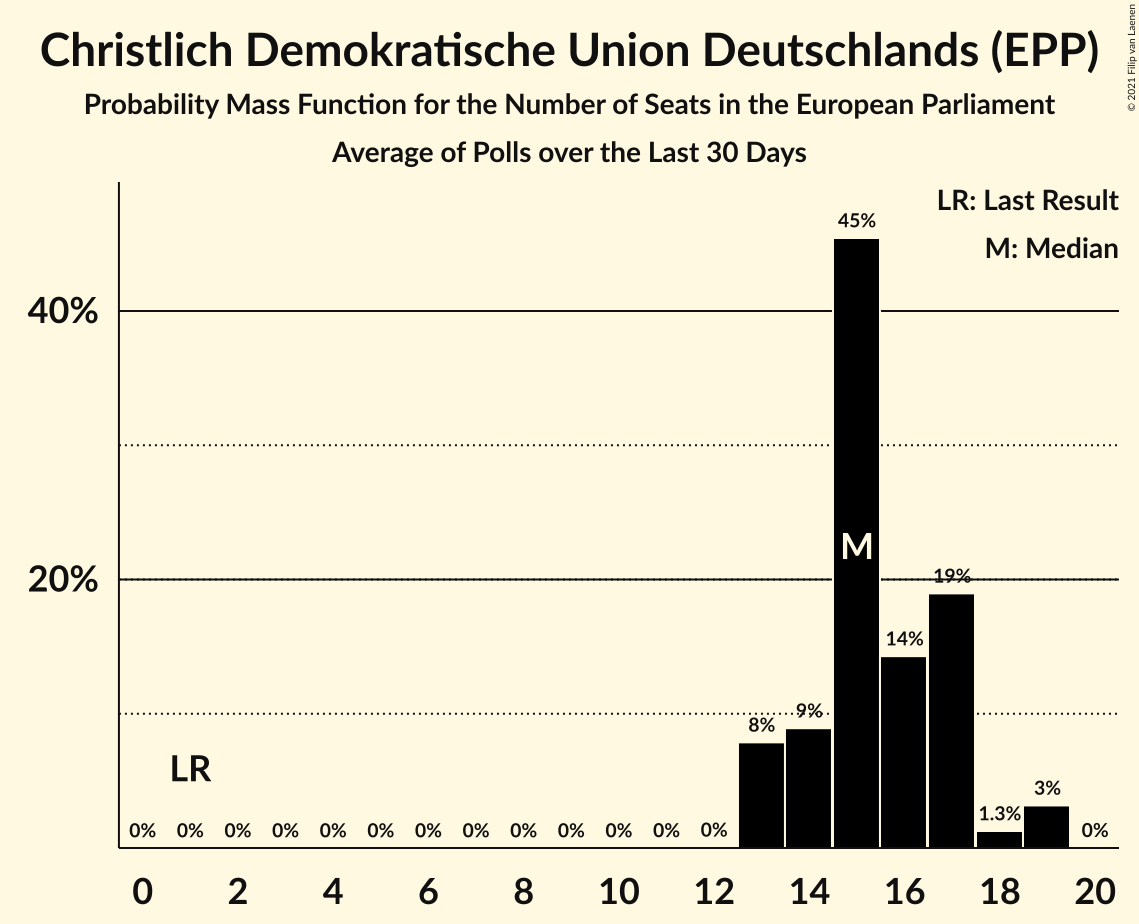 Christlich Demokratische Union Deutschlands (EPP)
Probability Mass Function for the Number of Seats in the European Parliament
Average of Polls over the Last 30 Days
© 2021 Filip van Laenen
LR: Last Result
M: Median
45%
40%
M
20%
19%
14%
9%
8%
LR
3%
1.3%
0% 0% 0% 0% 0% 0% 0% 0% 0% 0% 0% 0% 0% 0%
0 2 4 6 8 10 12 14 16 18 20